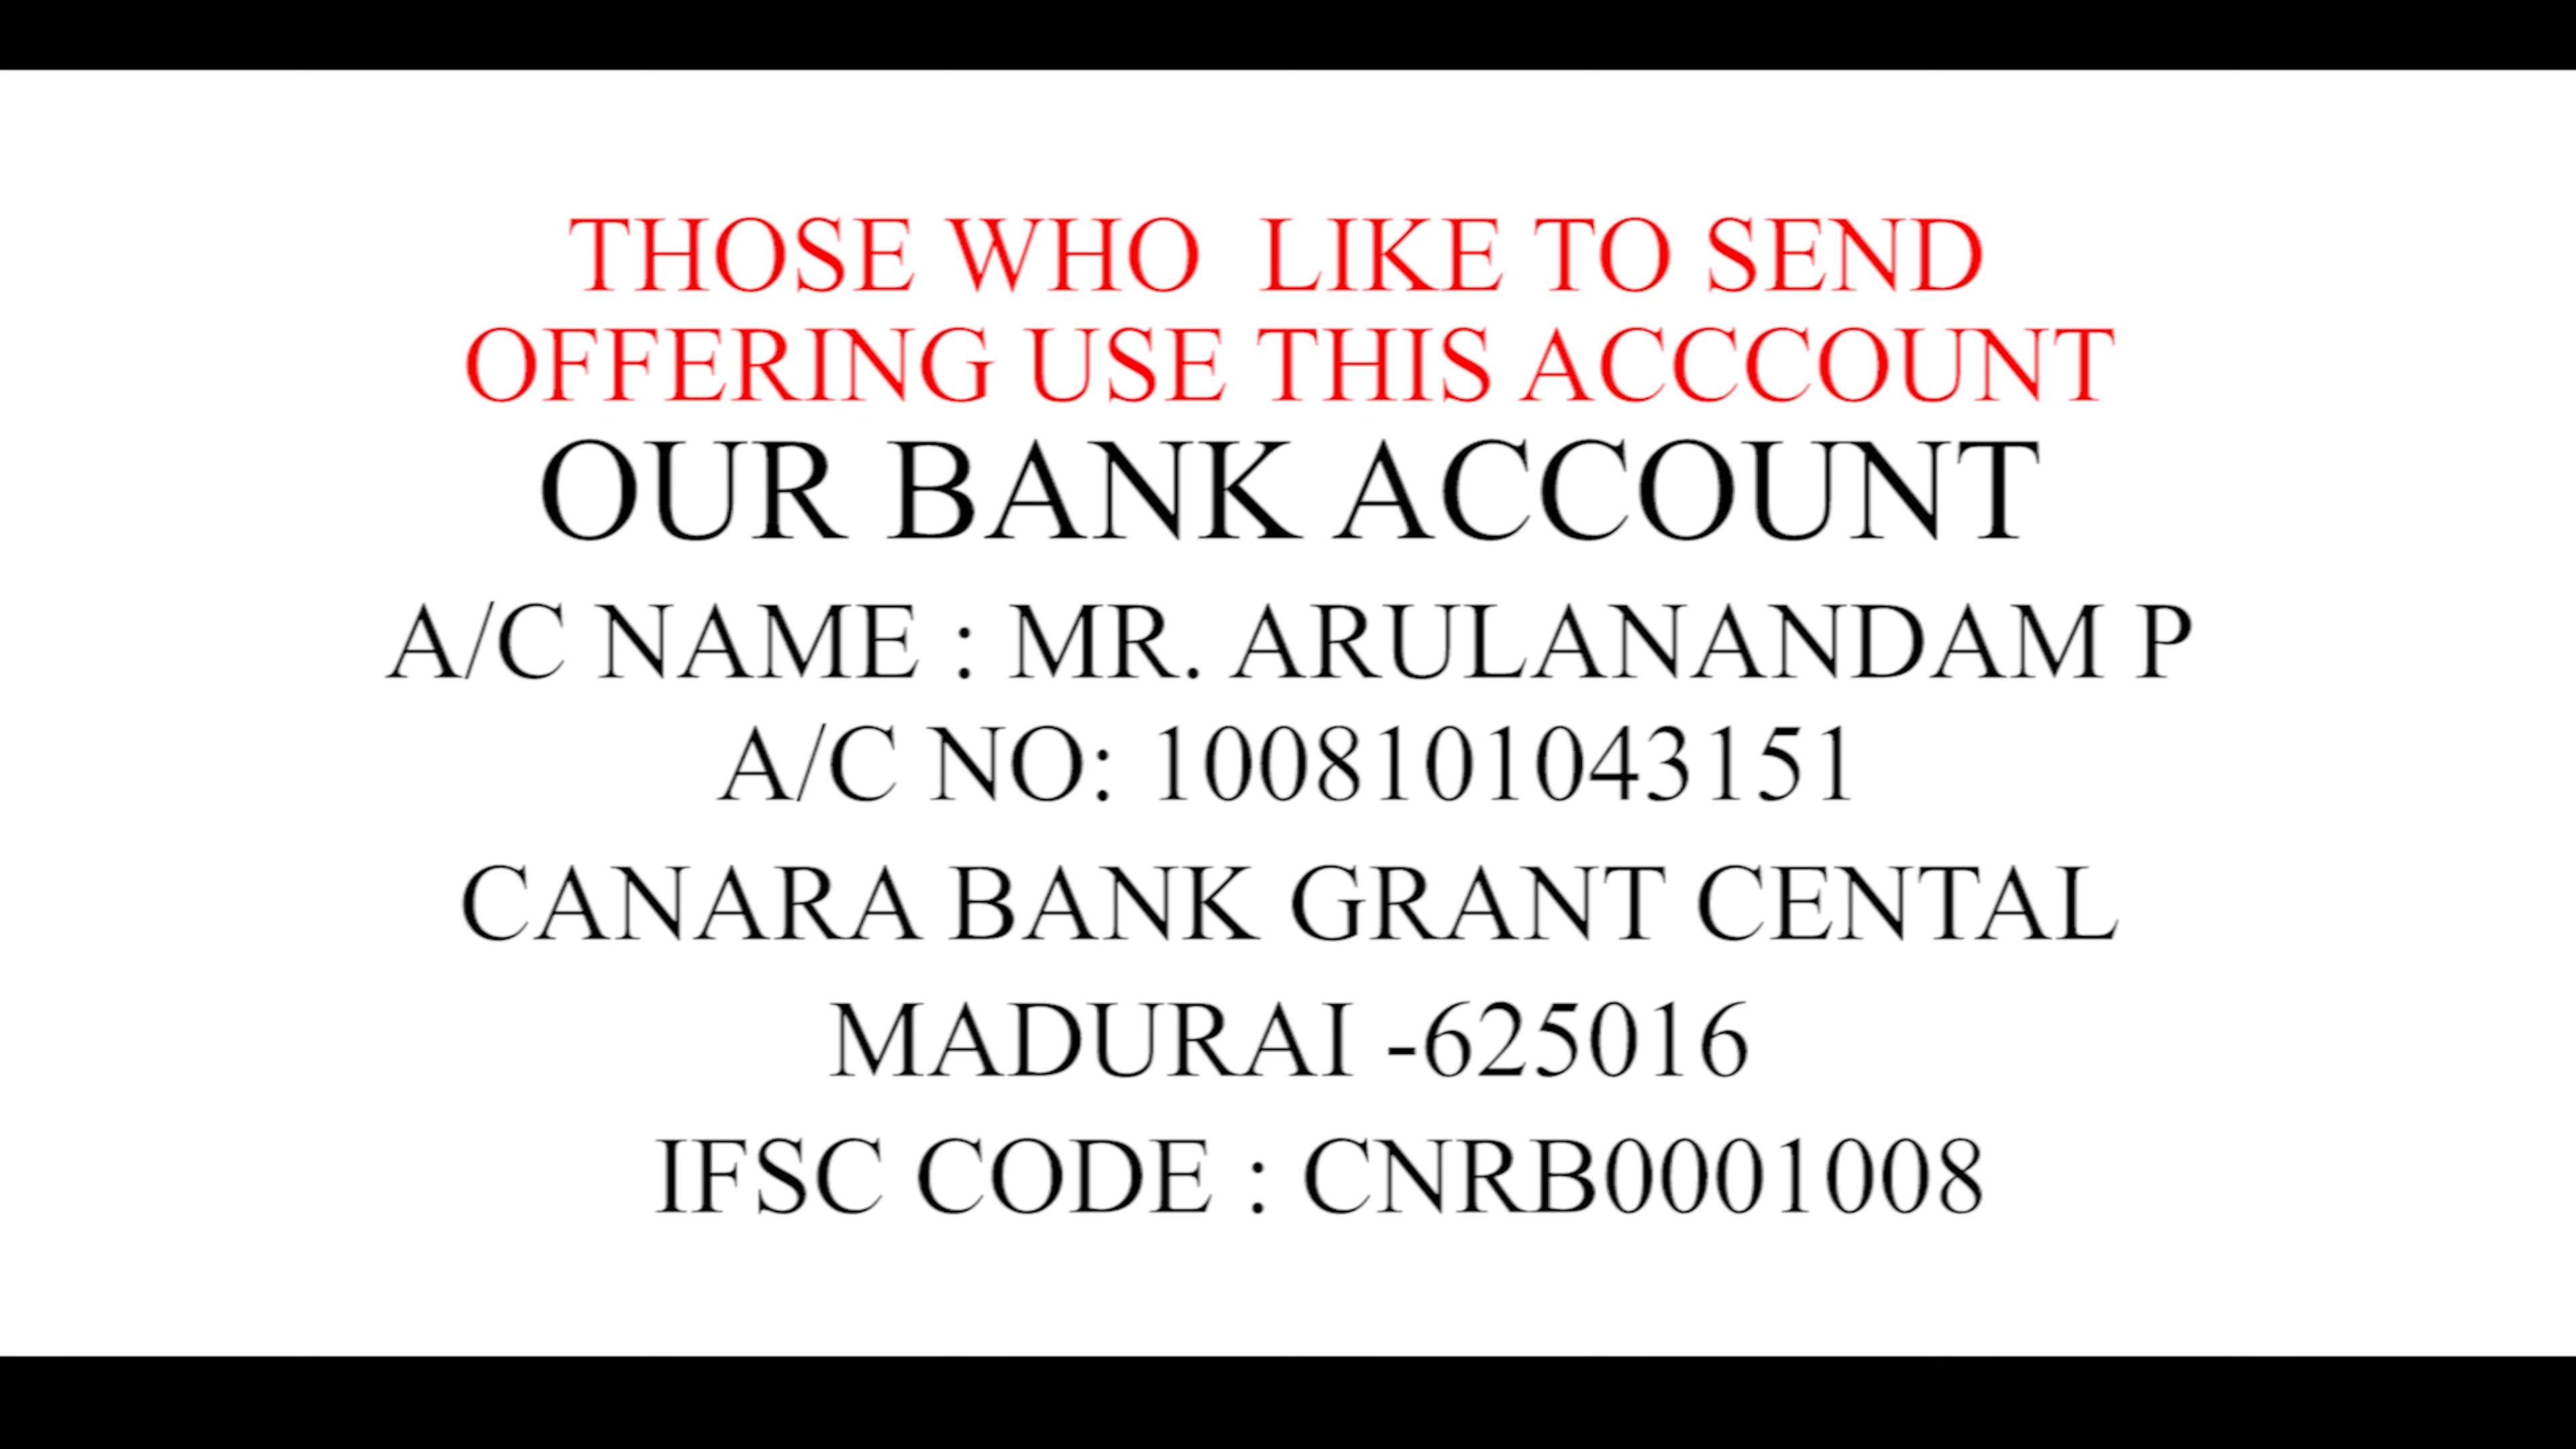 THOSE WHO LIKE TO SEND
OFFERING USE THIS ACCCOUNT
OUR BANK ACCOUNT
A/C NAME : MR. ARULANANDAM P
A/C NO: 1008101043151
CANARA BANK GRANT CENTAL
MADURAI -625016
IFSC CODE : CNRB0001008